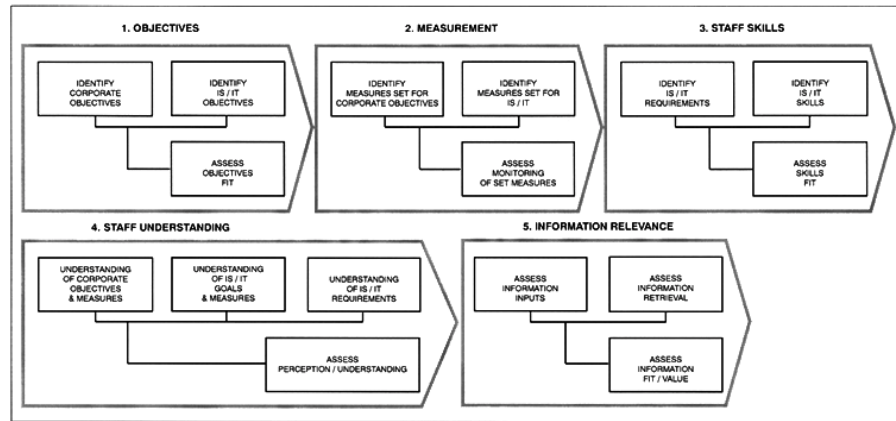 1. OBJECTIVES
IDENTIFY
CORPORATE
OBJECTIVES
IDENTIFY
IS / IT
OBJECTIVES
ASSESS
OBJECTIVES
FIT
2. MEASUREMENT
IDENTIFY
MEASURES SET FOR
CORPORATE OBJECTIVES
IDENTIFY
MEASURES SET FOR
IS / IT
ASSESS
MONITORING
OF SET MEASURES
3. STAFF SKILLS
IDENTIFY
IS / IT
REQUIREMENTS
IDENTIFY
IS / IT
SKILLS
ASSESS
SKILLS
FIT
4. STAFF UNDERSTANDING
UNDERSTANDING
OF CORPORATE
OBJECTIVES
& MEASURES
UNDERSTANDING
OF IS / IT
GOALS
& MEASURES
UNDERSTANDING
OF IS / IT
REQUIREMENTS
ASSESS
PERCEPTION / UNDERSTANDING
5. INFORMATION RELEVANCE
ASSESS
INFORMATION
INPUTS
ASSESS
INFORMATION
RETRIEVAL
ASSESS
INFORMATION
FIT / VALUE